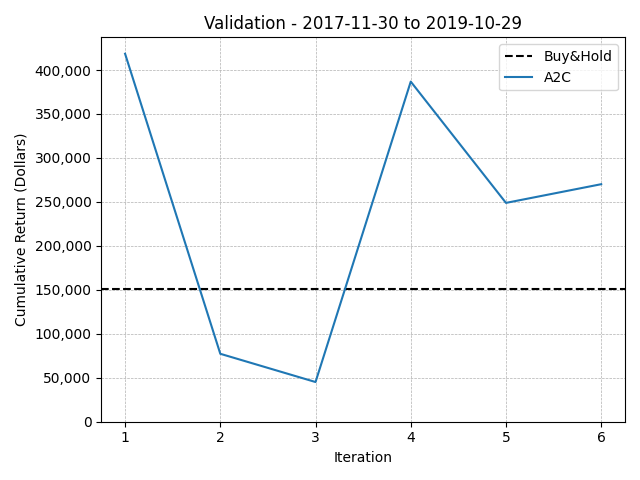 Validation - 2017-11-30 to 2019-10-29
Buy&Hold
A2C
Cumulative Return (Dollars)
400,000
350,000
300,000
250,000
200,000
150,000
100,000
50,000
0
1 2 3 4 5 6
Iteration